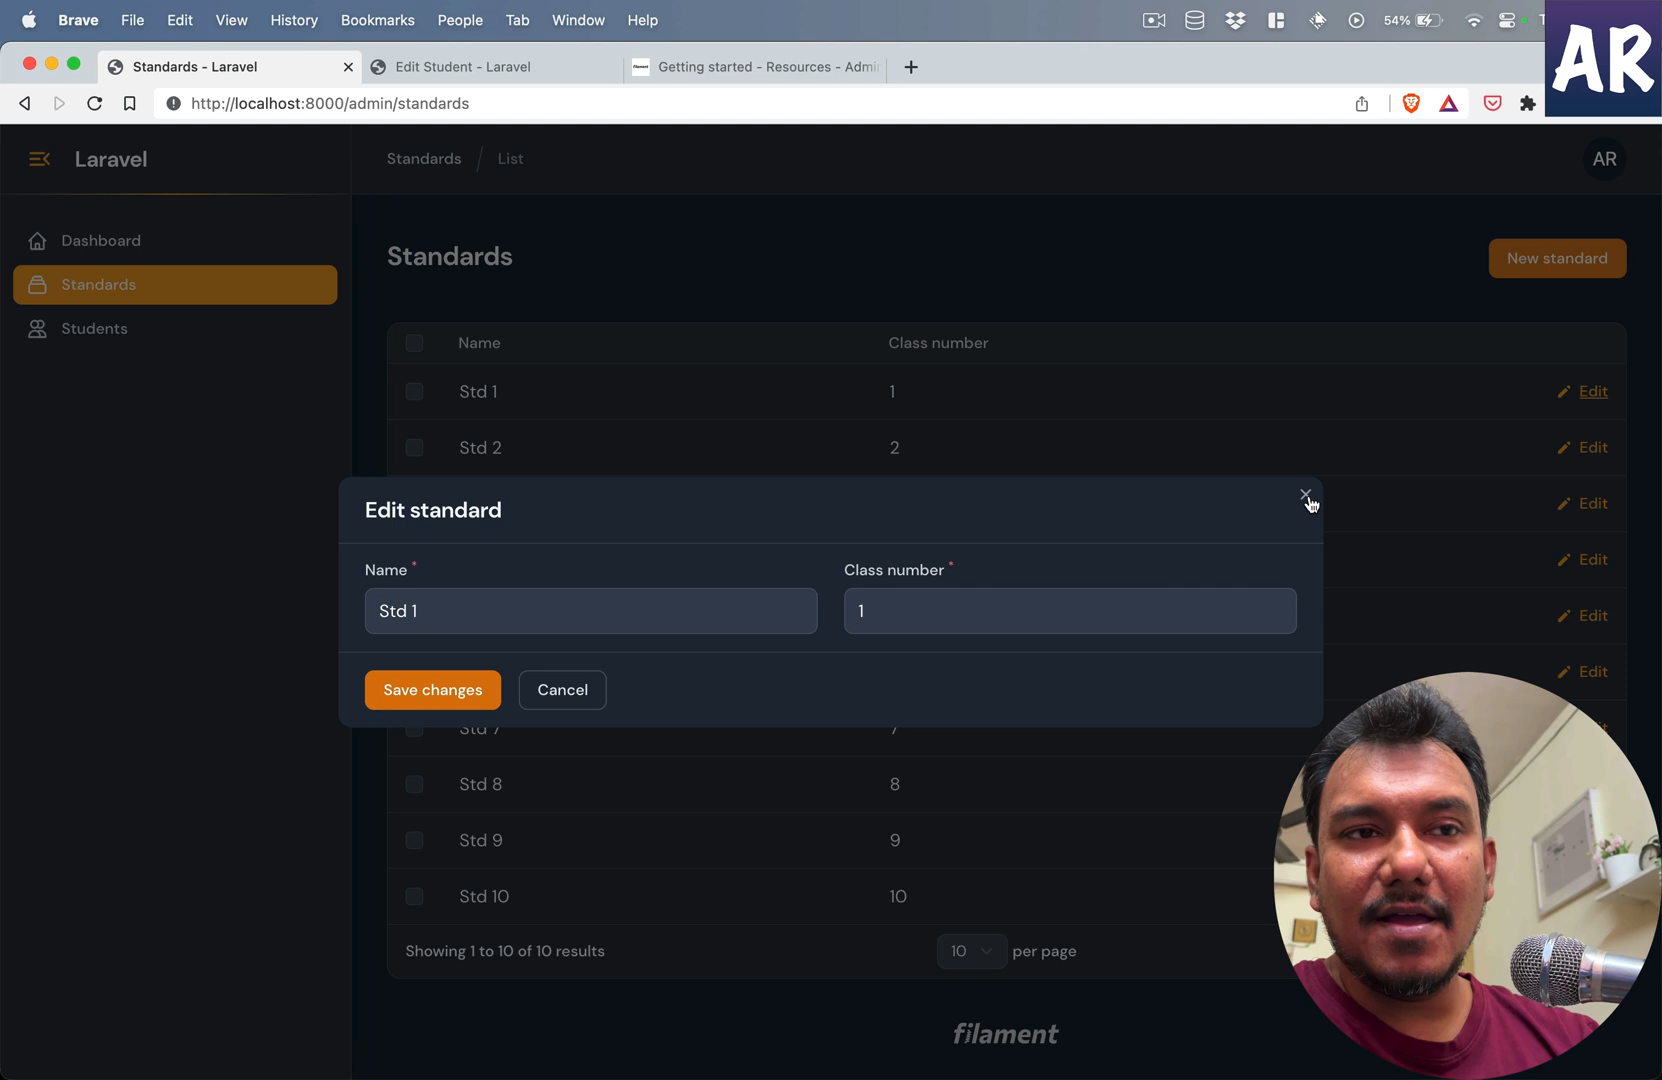 Brave File Edit View History Bookmarks People Tab Window Help 54%
AR
Standards - Laravel Edit Student - Laravel Getting started - Resources - Admi
http://localhost:8000/admin/standards
Laravel Standards / List AR
Dashboard
Standards
Students
Standards New standard
Name Class number
Std 1 1 Edit
Std 2 2 Edit
Edit
Edit
Edit
Edit
Edit standard
Name * Class number *
Std 1 1
Save changes Cancel
Std 7 7
Std 8 8
Std 9 9
Std 10 10
Showing 1 to 10 of 10 results 10 per page
filament